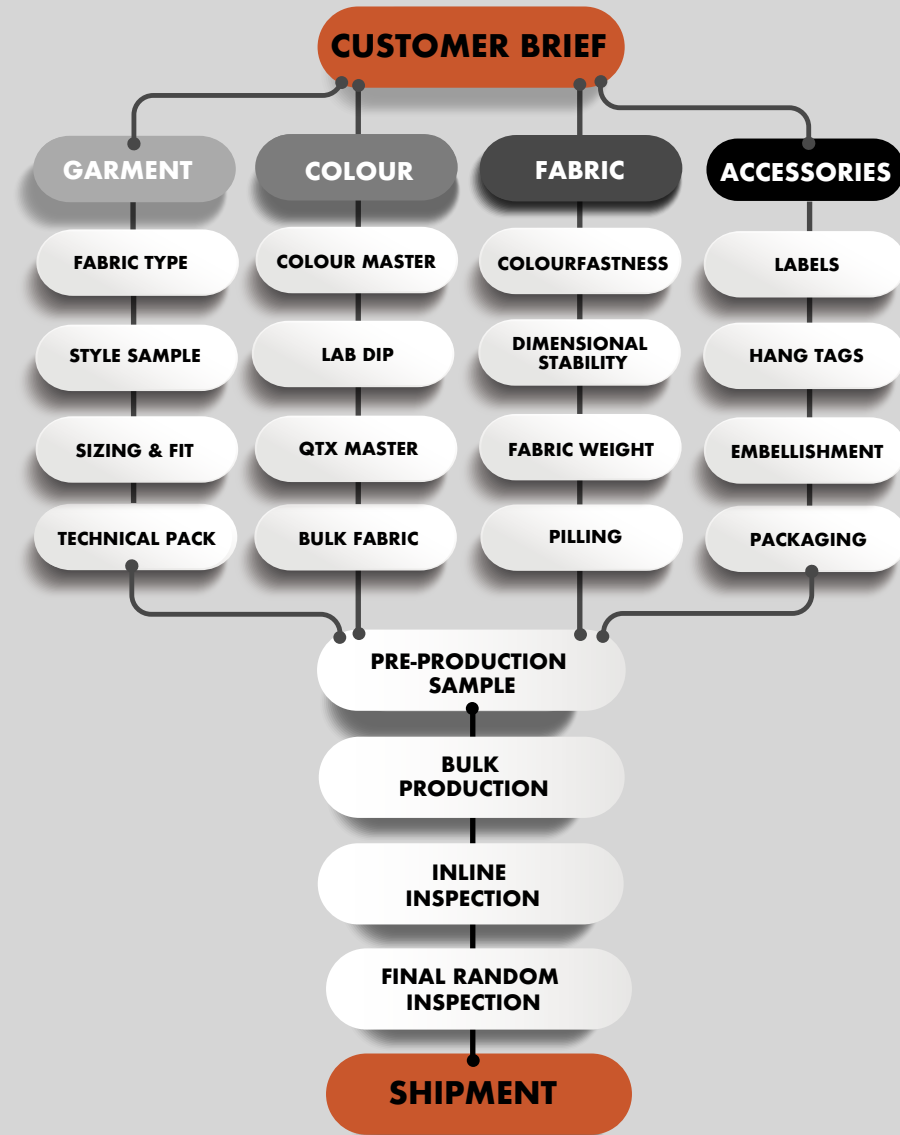 CUSTOMER BRIEF
GARMENT
COLOUR
FABRIC
ACCESSORIES
FABRIC TYPE
COLOUR MASTER
COLOURFASTNESS
LABELS
STYLE SAMPLE
LAB DIP
DIMENSIONAL
STABILITY
HANG TAGS
SIZING & FIT
QTX MASTER
FABRIC WEIGHT
EMBELLISHMENT
TECHNICAL PACK
BULK FABRIC
PILLING
PACKAGING
PRE-PRODUCTION
SAMPLE
BULK
PRODUCTION
INLINE
INSPECTION
FINAL RANDOM
INSPECTION
SHIPMENT